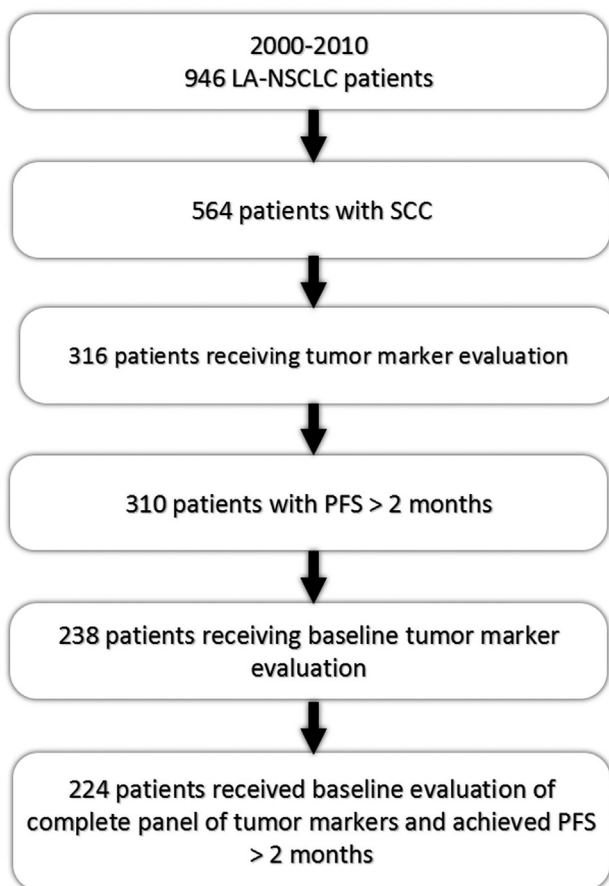 2000-2010
946 LA-NSCLC patients
564 patients with SCC
316 patients receiving tumor marker evaluation
310 patients with PFS > 2 months
238 patients receiving baseline tumor marker
evaluation
224 patients received baseline evaluation of
complete panel of tumor markers and achieved PFS
> 2 months